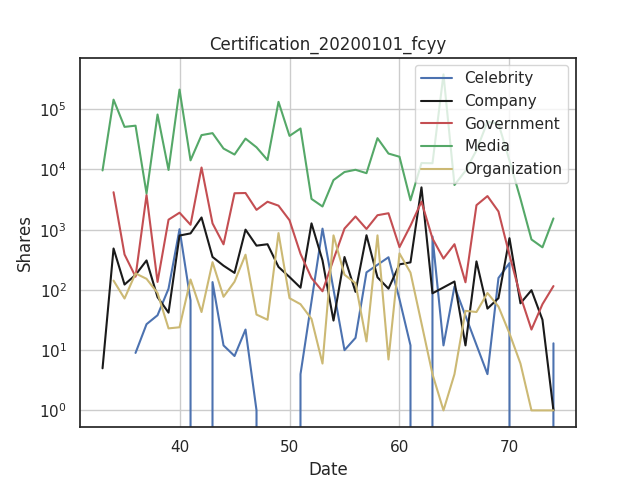 Certification_20200101_fcyy
Celebrity
Company
Government
Media
Organization
Shares
10^5
10^4
10^3
10^2
10^1
10^0
40
50
60
70
Date